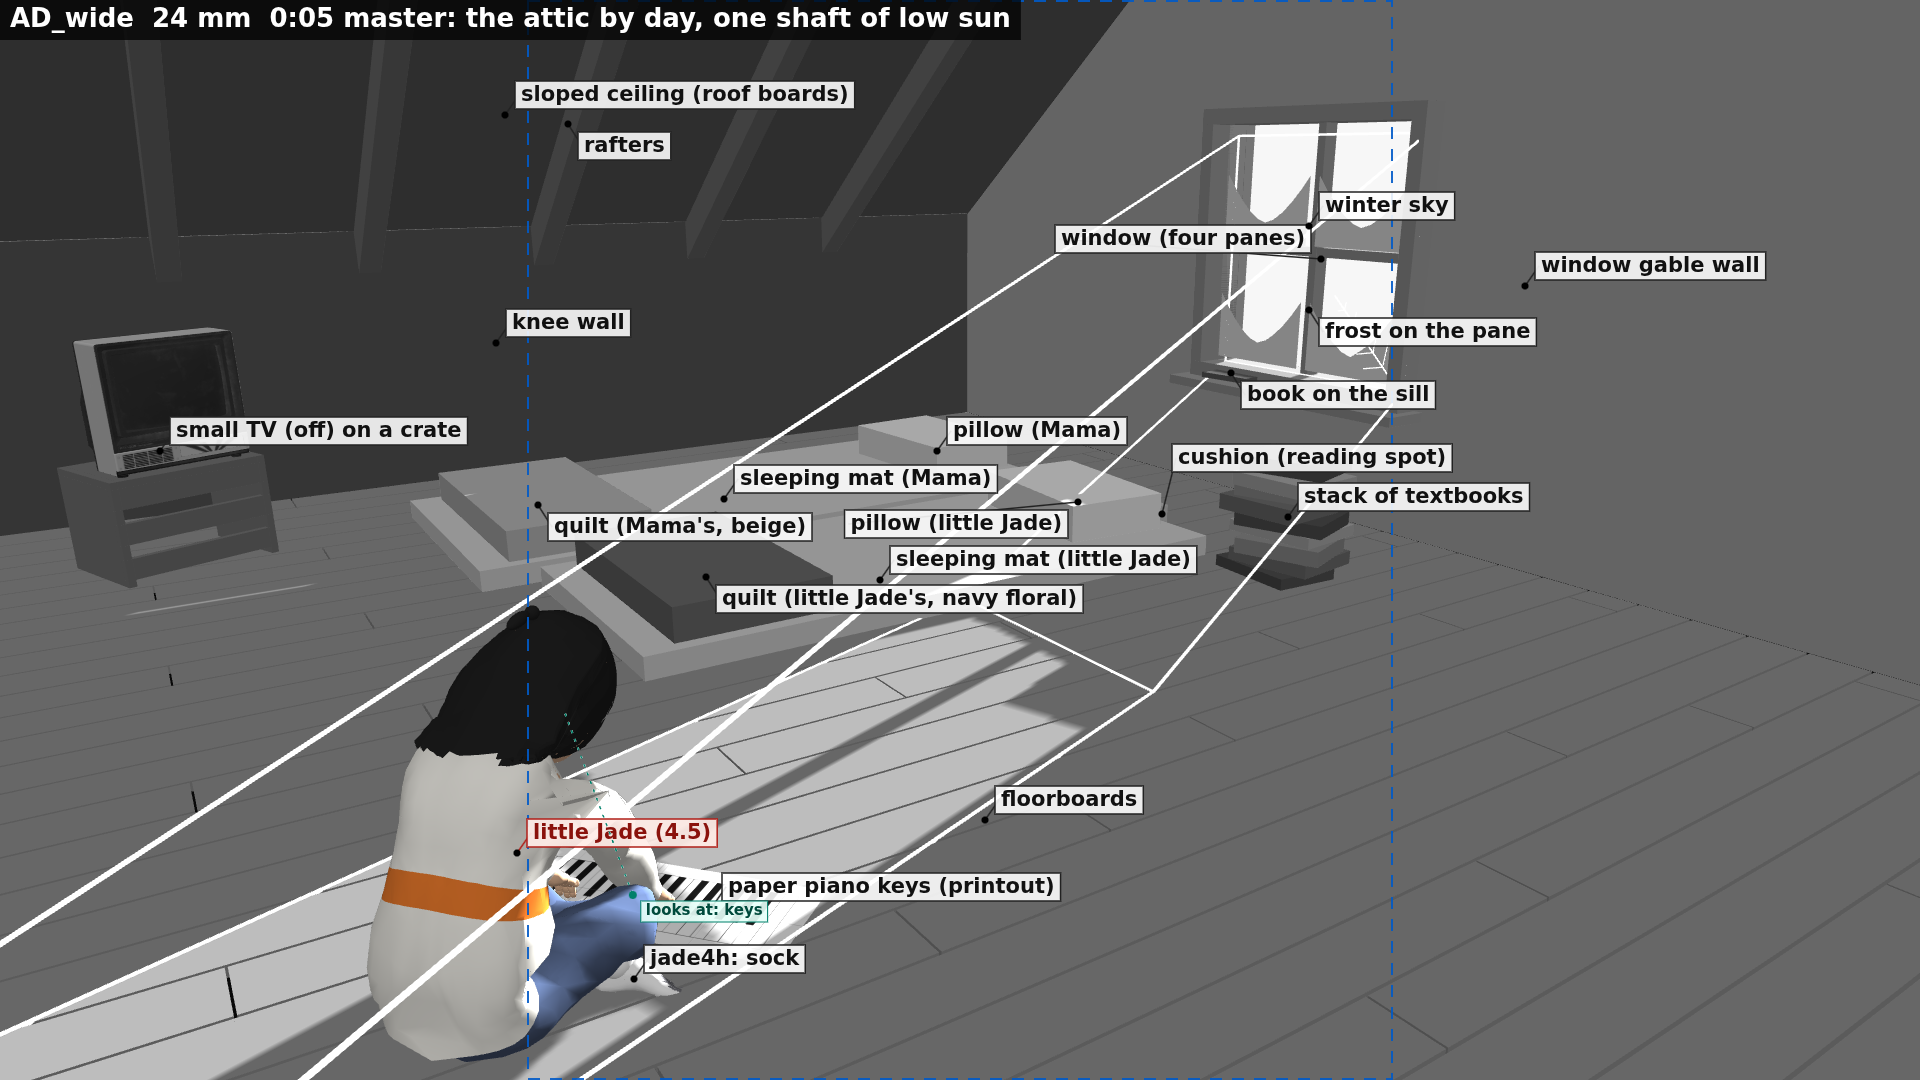 AD_wide  24 mm  0:05 master: the attic by day, one shaft of low sun
sloped ceiling (roof boards)
rafters
winter sky
window (four panes)
window gable wall
knee wall
frost on the pane
book on the sill
small TV (off) on a crate
pillow (Mama)
cushion (reading spot)
sleeping mat (Mama)
stack of textbooks
quilt (Mama's, beige)
pillow (little Jade)
sleeping mat (little Jade)
quilt (little Jade's, navy floral)
floorboards
little Jade (4.5)
paper piano keys (printout)
looks at: keys
jade4h: sock